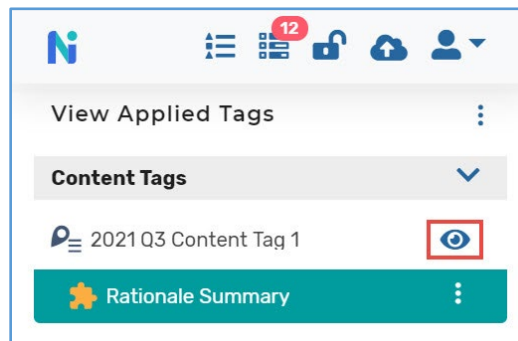 12
View Applied Tags
Content Tags
2021 Q3 Content Tag 1
Rationale Summary